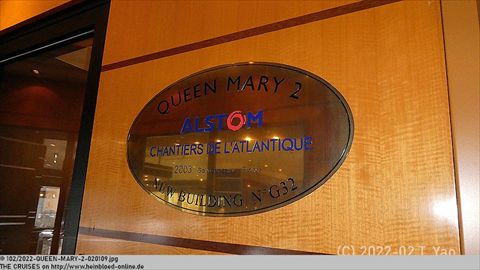 QUEEN MARY 2
ALSTOM
CHANTIERS DE L'ATLANTIQUE
2003
NEW BUILDING N°G32
(C) 2022-02 T. Yao
© 102/2022-QUEEN-MARY-2-020109.jpg
THE CRUISES on http://www.heinbloed-online.de